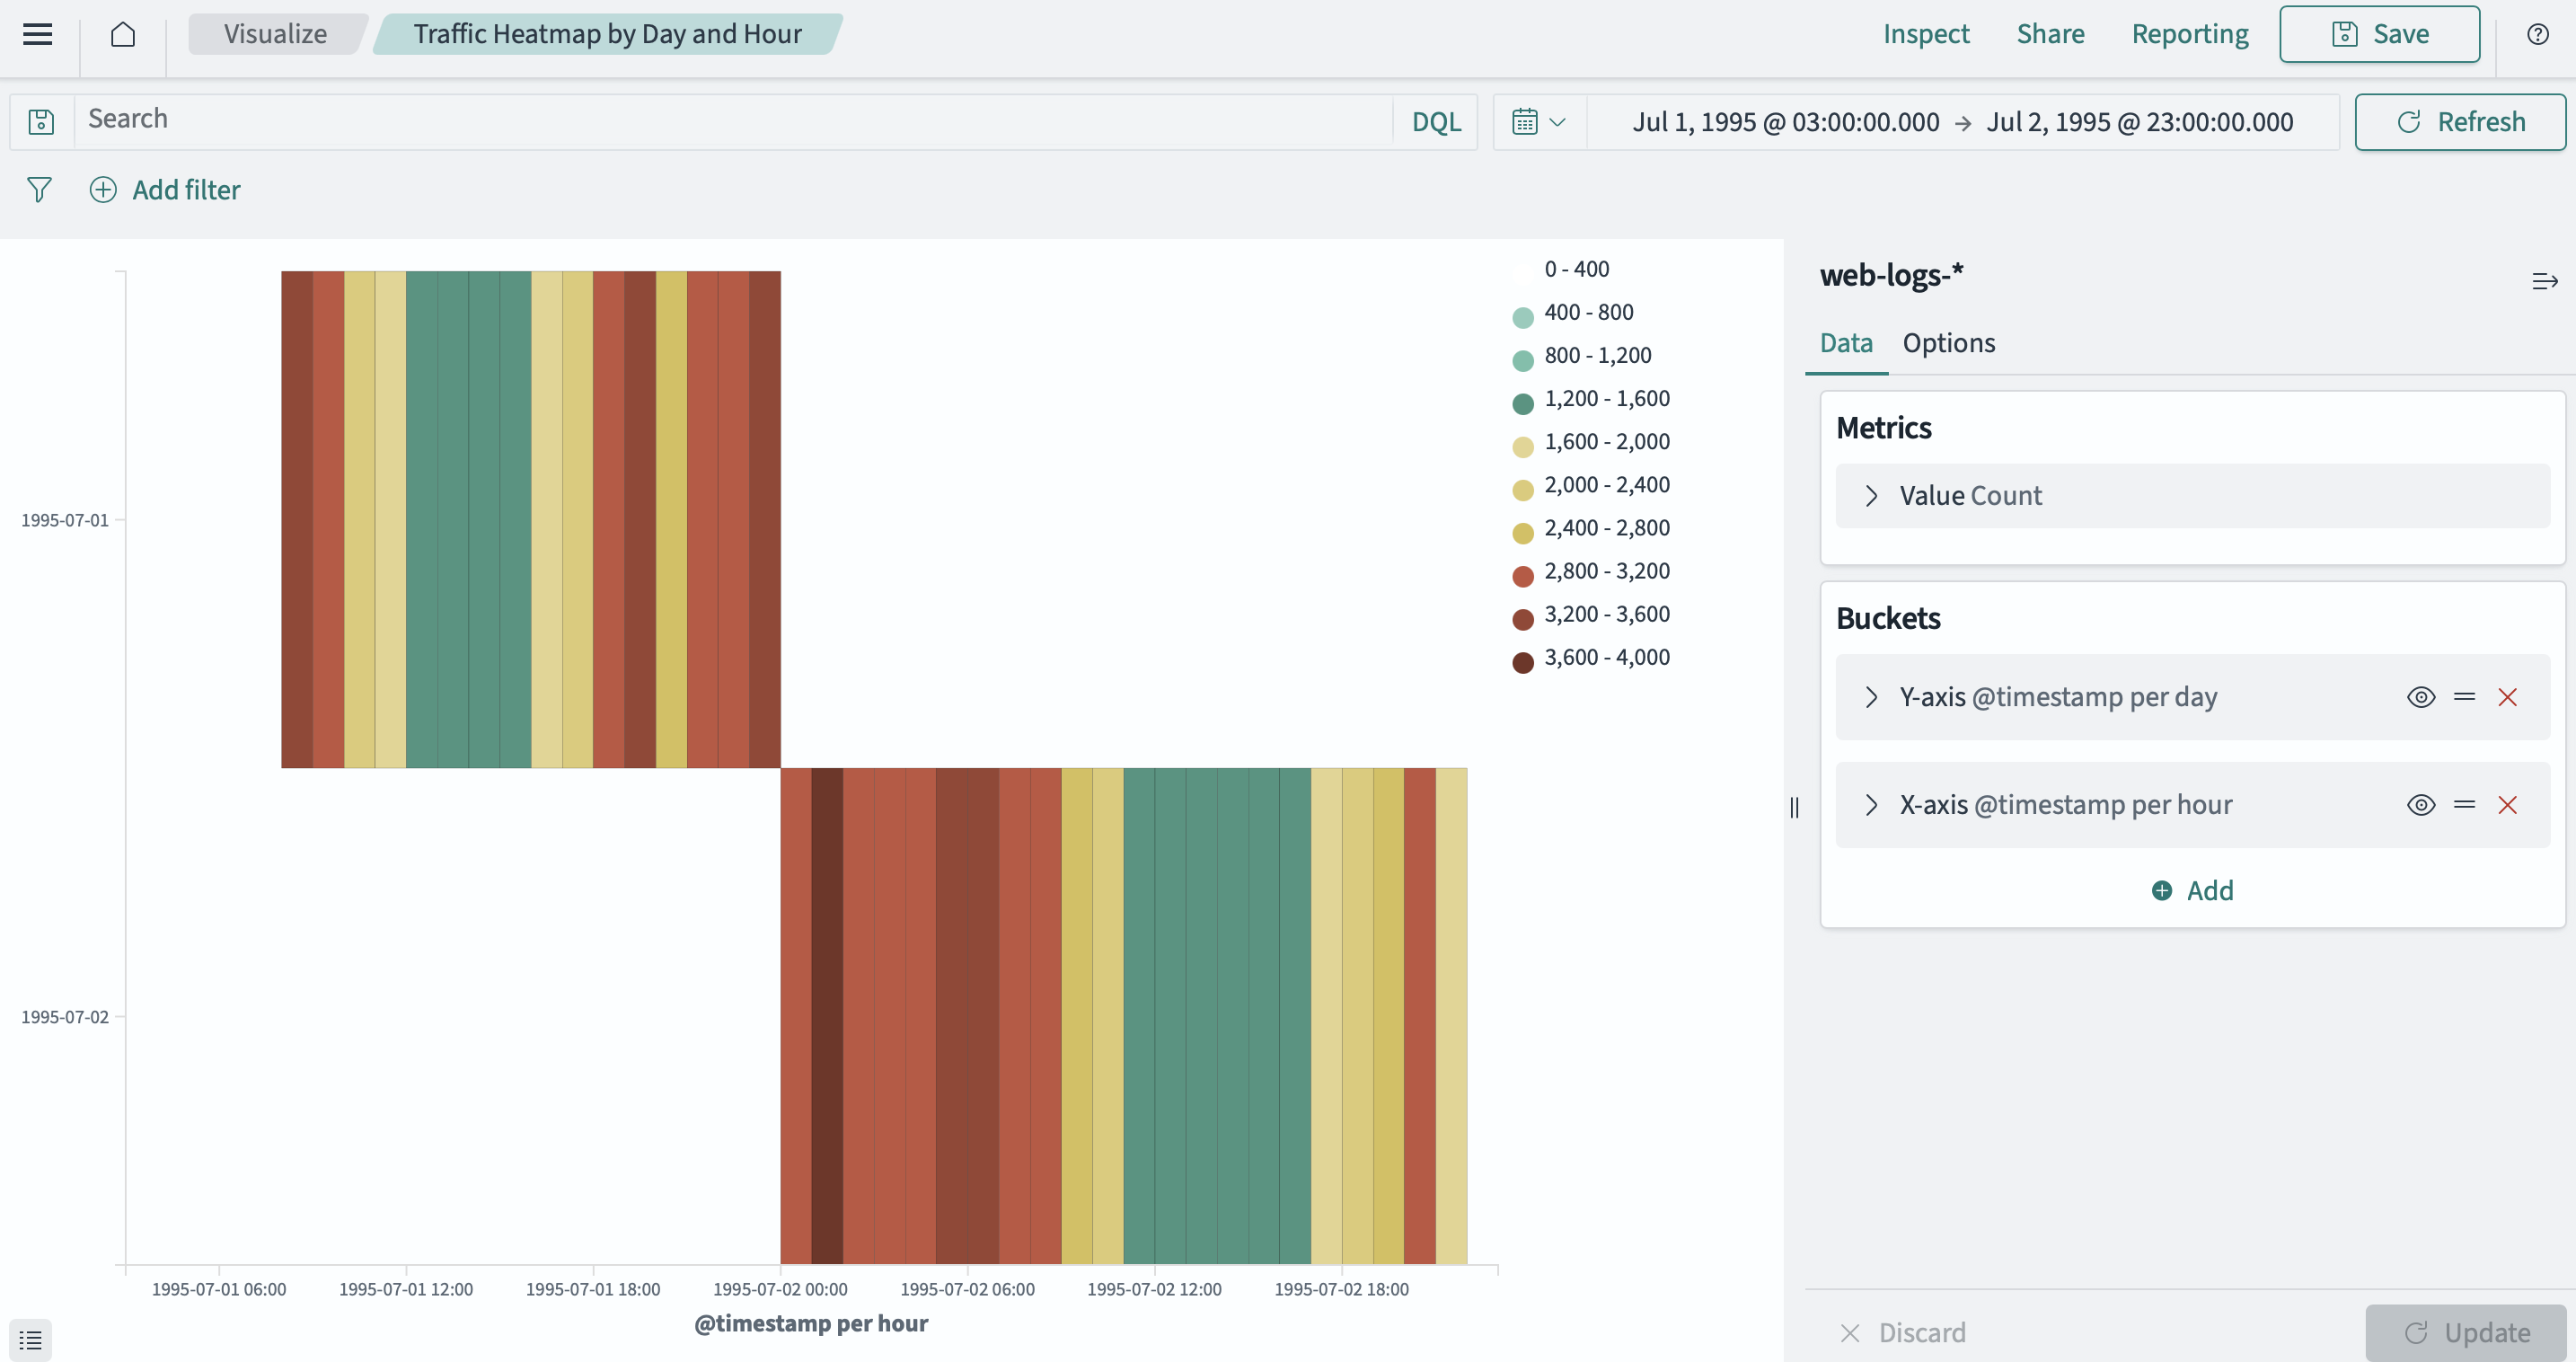 Visualize
Traffic Heatmap by Day and Hour
Inspect
Share
Reporting
Save
Search
DQL
Jul 1, 1995 @ 03:00:00.000 → Jul 2, 1995 @ 23:00:00.000
Refresh
Add filter
1995-07-01
1995-07-02
0 - 400
400 - 800
800 - 1,200
1,200 - 1,600
1,600 - 2,000
2,000 - 2,400
2,400 - 2,800
2,800 - 3,200
3,200 - 3,600
3,600 - 4,000
1995-07-01 06:00
1995-07-01 12:00
1995-07-01 18:00
1995-07-02 00:00
1995-07-02 06:00
1995-07-02 12:00
1995-07-02 18:00
@timestamp per hour
web-logs-*
Data
Options
Metrics
Value Count
Buckets
Y-axis @timestamp per day
X-axis @timestamp per hour
Add
Discard
Update